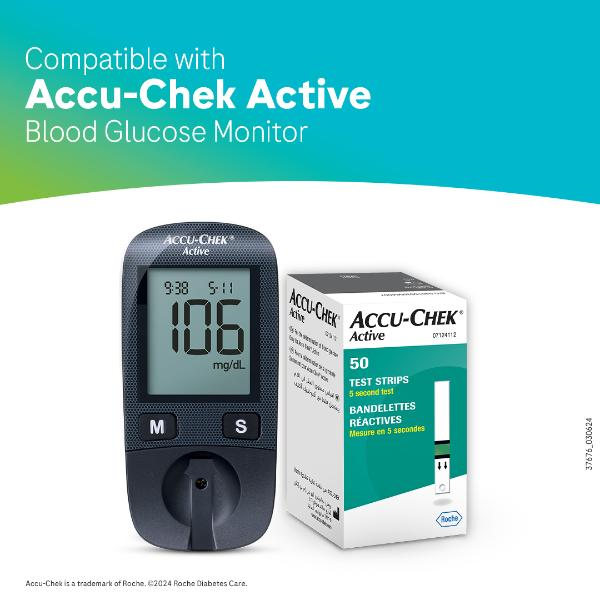 Compatible with
Accu-Chek Active
Blood Glucose Monitor
ACCU-CHEK®
Active
9:38 5-11
106
mg/dL
M S
ACCU-CHEK®
Active
ACCU-CHEK®
Active
07124112
50
TEST STRIPS
5 second test
BANDELETTES
RÉACTIVES
Mesure en 5 secondes
Roche
37676_030624
Accu-Chek is a trademark of Roche. ©2024 Roche Diabetes Care.